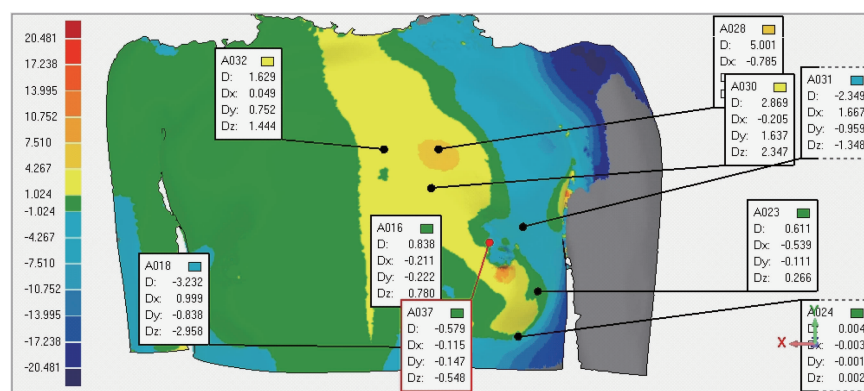 20.481
17.238
13.995
10.752
7.510
4.267
1.024
-1.024
-4.267
-7.510
-10.752
-13.995
-17.238
-20.481
A032
D: 1.629
Dx: 0.049
Dy: 0.752
Dz: 1.444
A028
D: 5.001
Dx: -0.785
A030
D: 2.869
Dx: -0.205
Dy: 1.637
Dz: 2.347
A031
D: -2.349
Dx: 1.667
Dy: -0.959
Dz: -1.348
A016
D: 0.838
Dx: -0.211
Dy: -0.222
Dz: 0.780
A023
D: 0.611
Dx: -0.539
Dy: -0.111
Dz: 0.266
A018
D: -3.232
Dx: 0.999
Dy: -0.838
Dz: -2.958
A037
D: -0.579
Dx: -0.115
Dy: -0.147
Dz: -0.548
A024
D: 0.004
Dx: -0.003
Dy: -0.001
Dz: 0.002
X